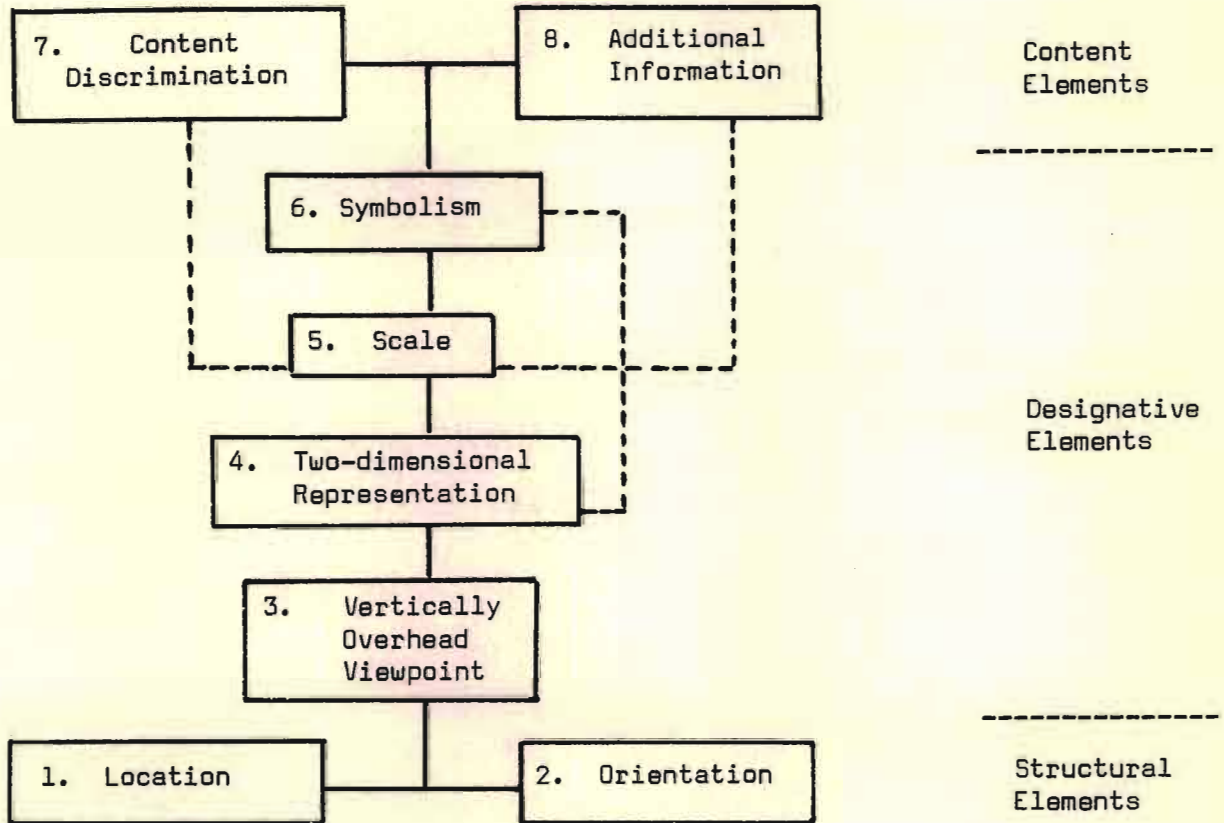 7. Content
Discrimination
8. Additional
Information
Content
Elements
6. Symbolism
5. Scale
Designative
Elements
4. Two-dimensional
Representation
3. Vertically
Overhead
Viewpoint
1. Location
2. Orientation
Structural
Elements